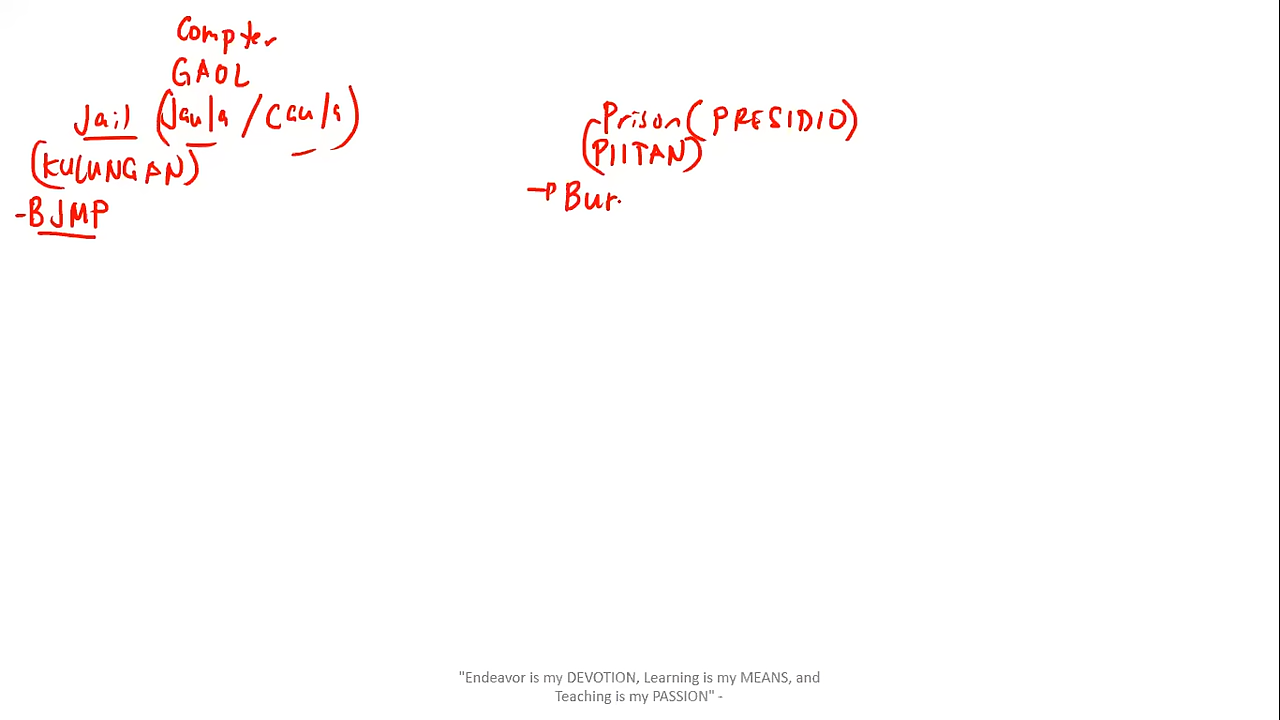 Compter
GAOL
Jail (Jaula / Caula)
(KULUNGAN)
-BJMP
Prison (PRESIDIO)
(PIITAN)
→ Bur
"Endeavor is my DEVOTION, Learning is my MEANS, and
Teaching is my PASSION" -